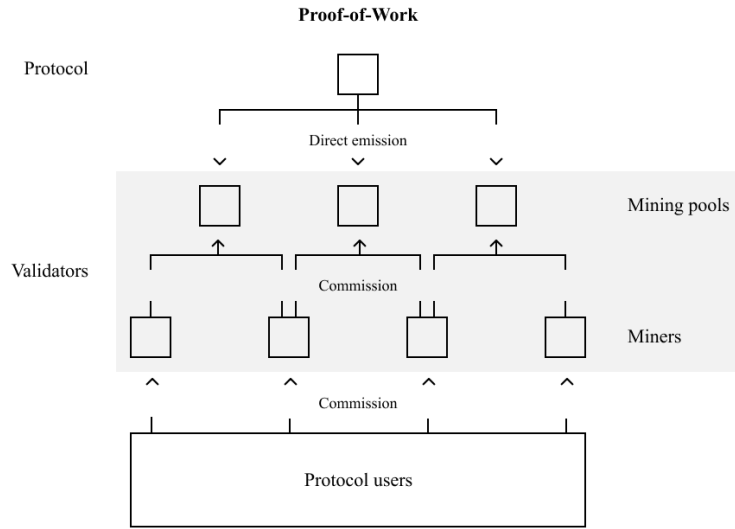 Proof-of-Work
Protocol
Direct emission
Mining pools
Validators
Commission
Miners
Commission
Protocol users